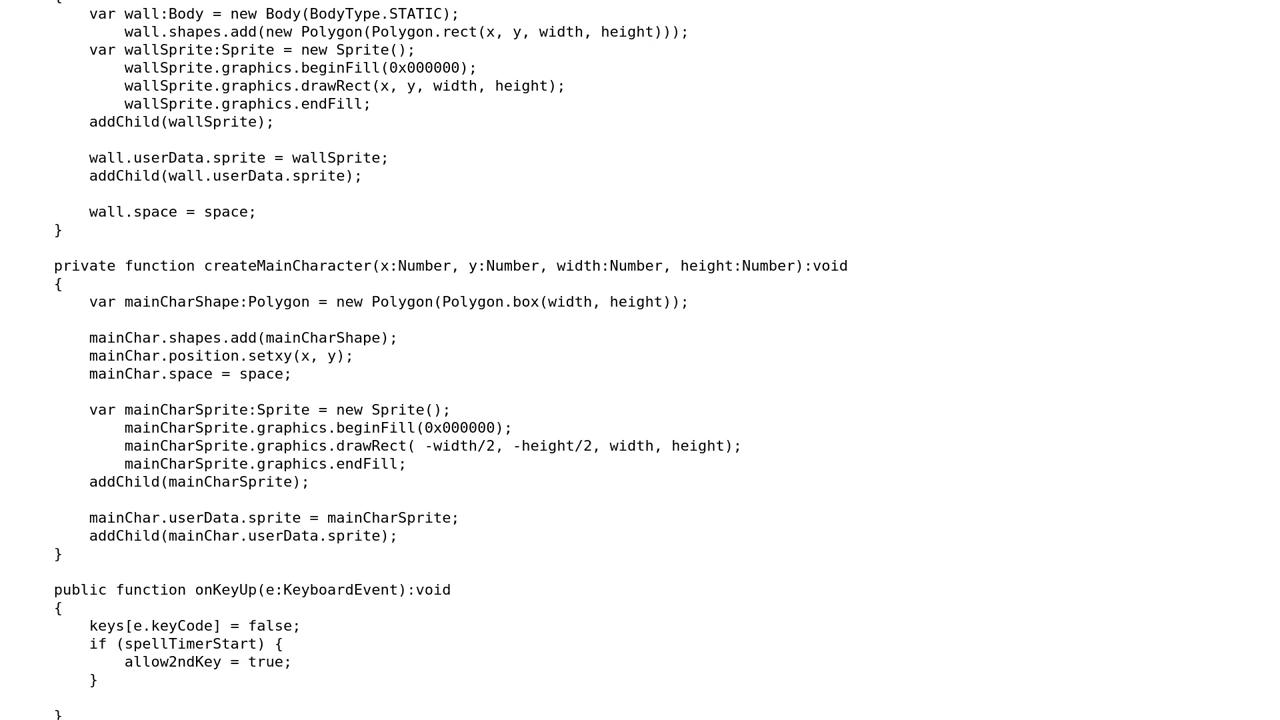 {
var wall:Body = new Body(BodyType.STATIC);
wall.shapes.add(new Polygon(Polygon.rect(x, y, width, height)));
var wallSprite:Sprite = new Sprite();
wallSprite.graphics.beginFill(0x000000);
wallSprite.graphics.drawRect(x, y, width, height);
wallSprite.graphics.endFill;
addChild(wallSprite);
wall.userData.sprite = wallSprite;
addChild(wall.userData.sprite);
wall.space = space;
}
private function createMainCharacter(x:Number, y:Number, width:Number, height:Number):void
{
var mainCharShape:Polygon = new Polygon(Polygon.box(width, height));
mainChar.shapes.add(mainCharShape);
mainChar.position.setxy(x, y);
mainChar.space = space;
var mainCharSprite:Sprite = new Sprite();
mainCharSprite.graphics.beginFill(0x000000);
mainCharSprite.graphics.drawRect( -width/2, -height/2, width, height);
mainCharSprite.graphics.endFill;
addChild(mainCharSprite);
mainChar.userData.sprite = mainCharSprite;
addChild(mainChar.userData.sprite);
}
public function onKeyUp(e:KeyboardEvent):void
{
keys[e.keyCode] = false;
if (spellTimerStart) {
allow2ndKey = true;
}
}